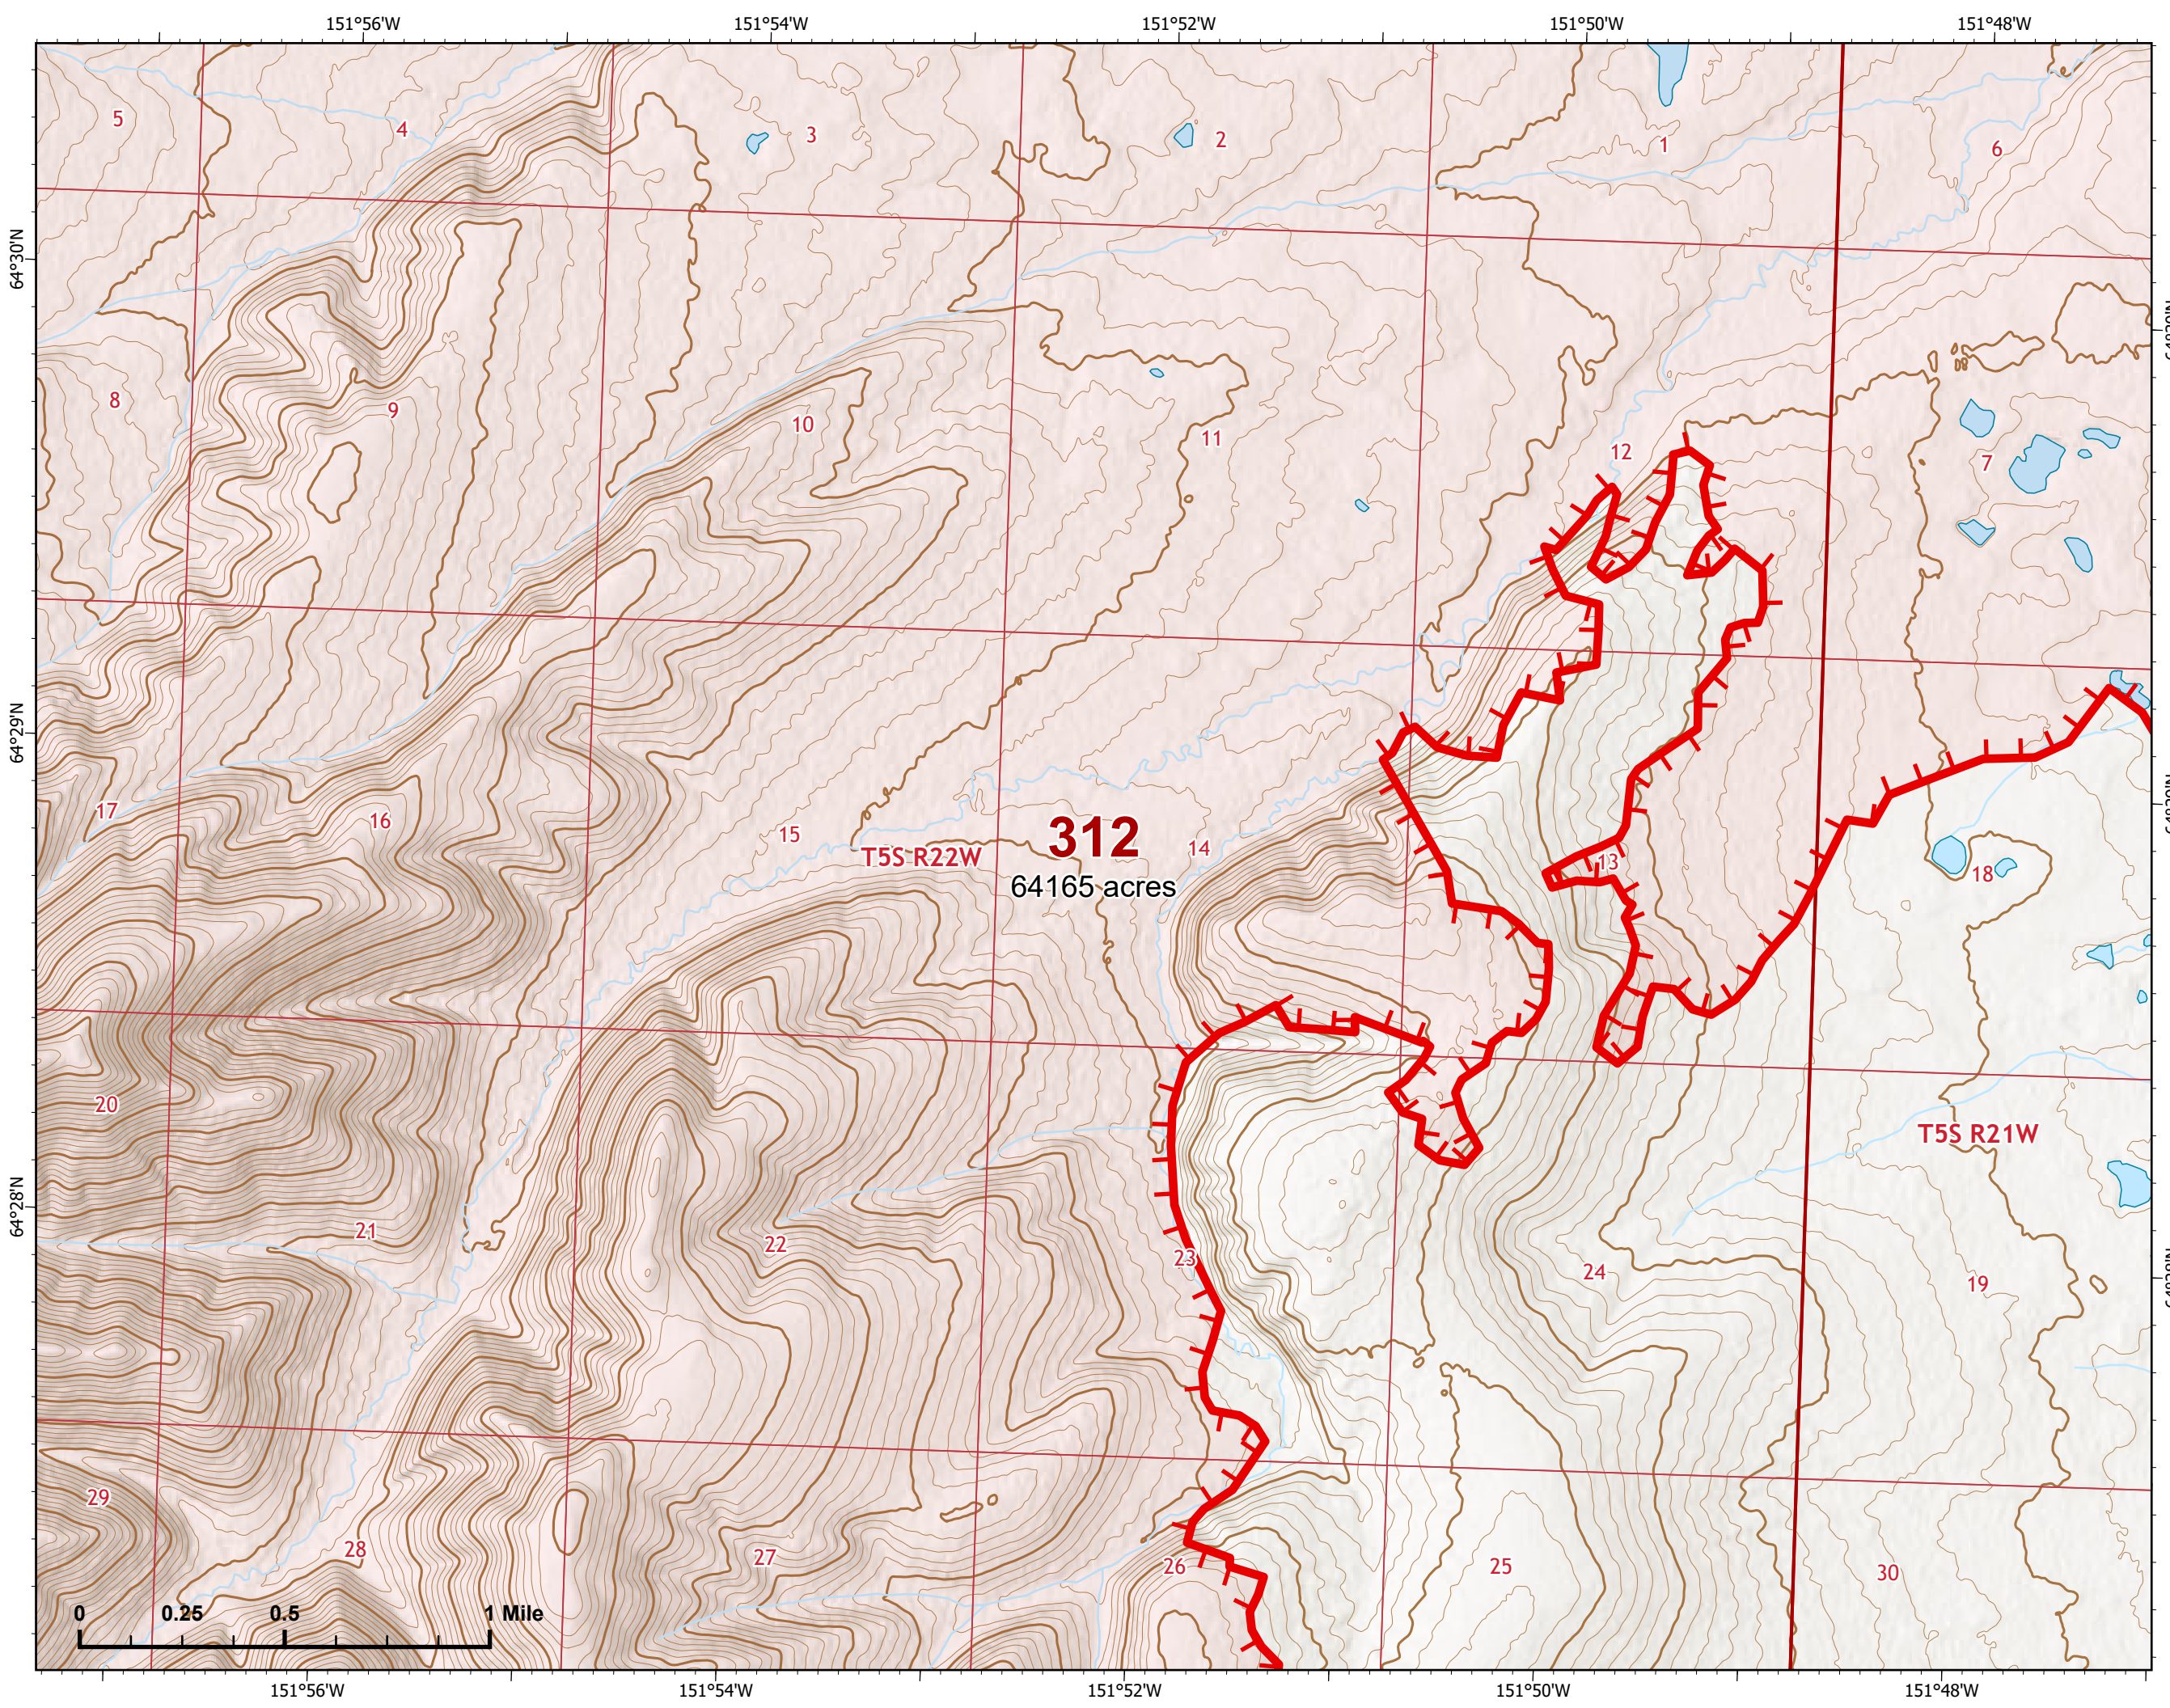 151°56'W 151°54'W 151°52'W 151°50'W 151°48'W
5 4 3 2 1 6
64°30'N
8 9 10 11 12 7
64°29'N
17 16 15 14 13 18
312
T5S R22W
64165 acres
20 21 22 23 24 19
T5S R21W
64°28'N
29 28 27 26 25 30
0 0.25 0.5 1 Mile
151°56'W 151°54'W 151°52'W 151°50'W 151°48'W